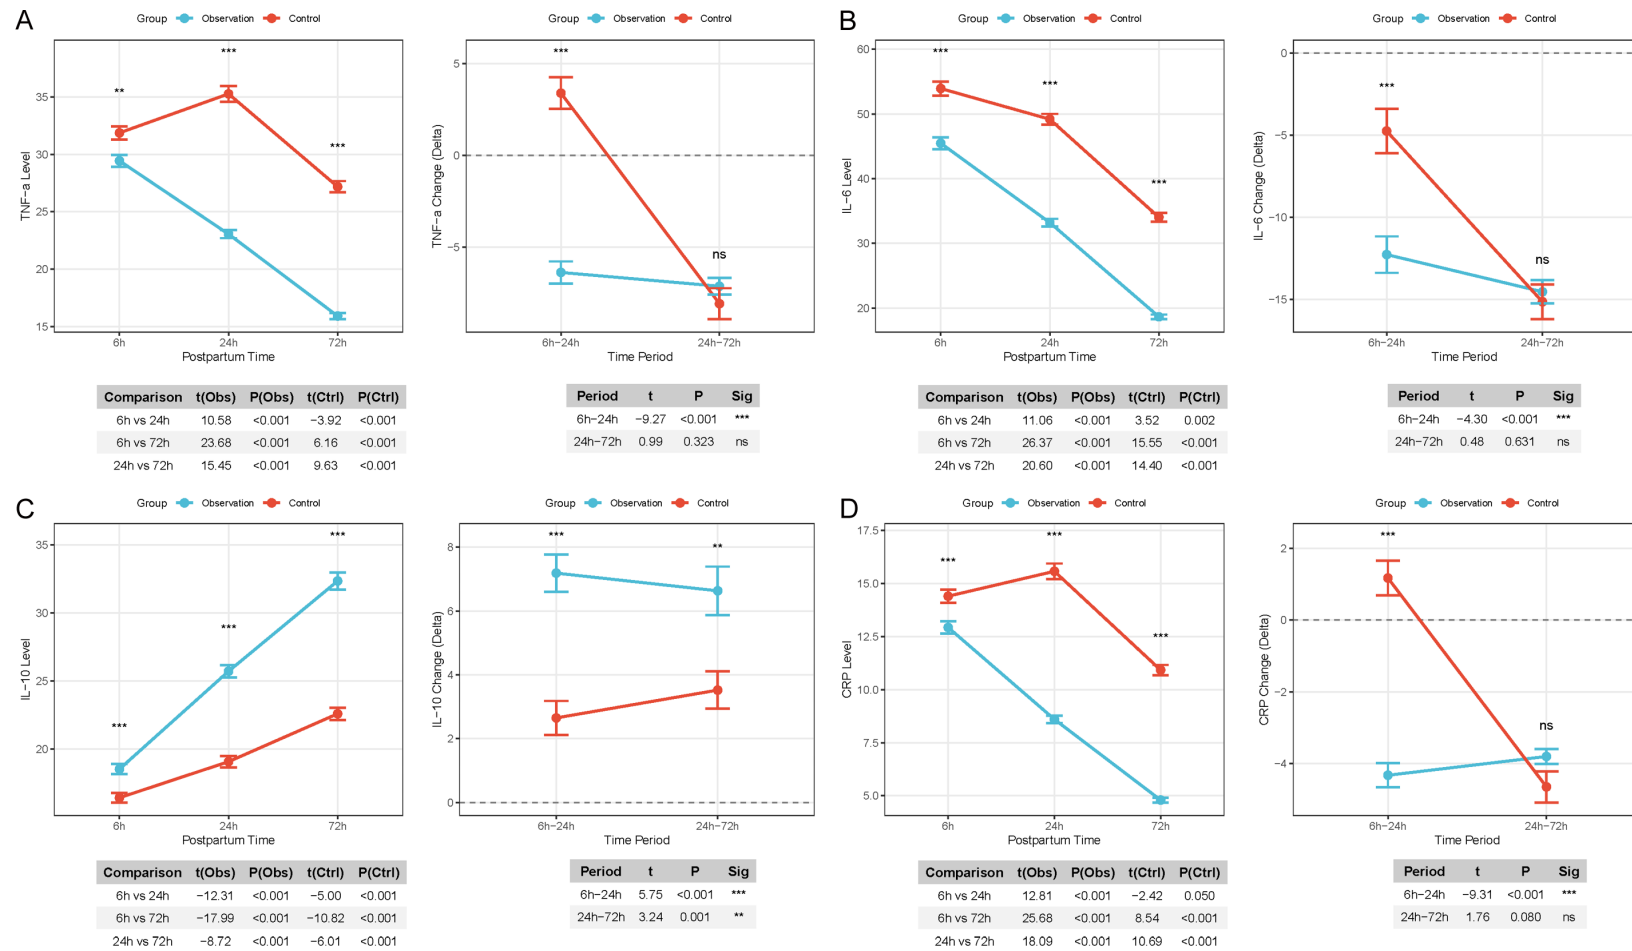 A
Group Observation Control
TNF-a Level
35
30
25
20
15
**
***
***
6h 24h 72h
Postpartum Time
Comparison t(Obs) P(Obs) t(Ctrl) P(Ctrl)
6h vs 24h 10.58 <0.001 −3.92 <0.001
6h vs 72h 23.68 <0.001 6.16 <0.001
24h vs 72h 15.45 <0.001 9.63 <0.001
Group Observation Control
TNF-a Change (Delta)
5
0
−5
***
ns
6h−24h 24h−72h
Time Period
Period t P Sig
6h−24h −9.27 <0.001 ***
24h−72h 0.99 0.323 ns
B
Group Observation Control
IL-6 Level
60
50
40
30
20
***
***
***
6h 24h 72h
Postpartum Time
Comparison t(Obs) P(Obs) t(Ctrl) P(Ctrl)
6h vs 24h 11.06 <0.001 3.52 0.002
6h vs 72h 26.37 <0.001 15.55 <0.001
24h vs 72h 20.60 <0.001 14.40 <0.001
Group Observation Control
IL-6 Change (Delta)
0
−5
−10
−15
***
ns
6h−24h 24h−72h
Time Period
Period t P Sig
6h−24h −4.30 <0.001 ***
24h−72h 0.48 0.631 ns
C
Group Observation Control
IL-10 Level
35
30
25
20
***
***
***
6h 24h 72h
Postpartum Time
Comparison t(Obs) P(Obs) t(Ctrl) P(Ctrl)
6h vs 24h −12.31 <0.001 −5.00 <0.001
6h vs 72h −17.99 <0.001 −10.82 <0.001
24h vs 72h −8.72 <0.001 −6.01 <0.001
Group Observation Control
IL-10 Change (Delta)
8
6
4
2
0
***
**
6h−24h 24h−72h
Time Period
Period t P Sig
6h−24h 5.75 <0.001 ***
24h−72h 3.24 0.001 **
D
Group Observation Control
CRP Level
17.5
15.0
12.5
10.0
7.5
5.0
***
***
***
6h 24h 72h
Postpartum Time
Comparison t(Obs) P(Obs) t(Ctrl) P(Ctrl)
6h vs 24h 12.81 <0.001 −2.42 0.050
6h vs 72h 25.68 <0.001 8.54 <0.001
24h vs 72h 18.09 <0.001 10.69 <0.001
Group Observation Control
CRP Change (Delta)
2
0
−2
−4
***
ns
6h−24h 24h−72h
Time Period
Period t P Sig
6h−24h −9.31 <0.001 ***
24h−72h 1.76 0.080 ns